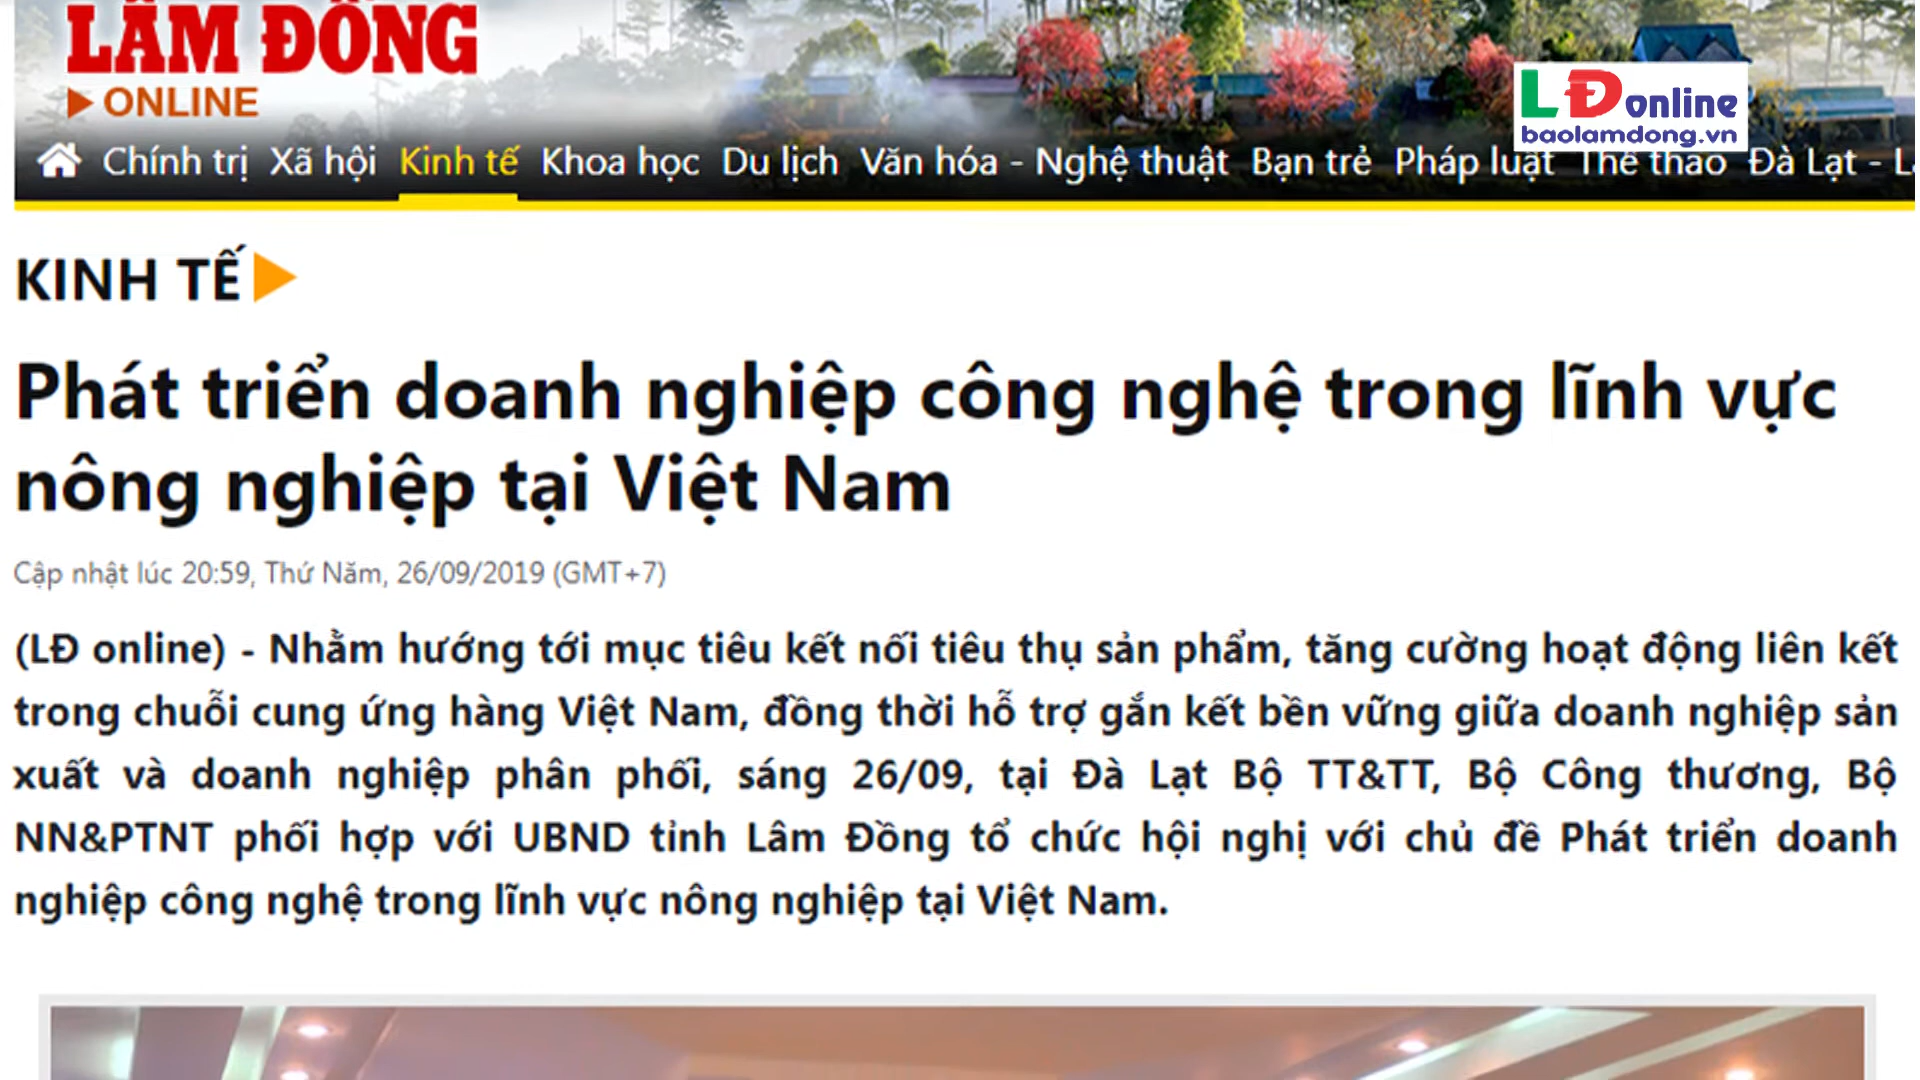 LÂM ĐỒNG
ONLINE
LĐ online
baolamdong.vn
Chính trị Xã hội Kinh tế Khoa học Du lịch Văn hóa - Nghệ thuật Bạn trẻ Pháp luật Thể thao Đà Lạt -
KINH TẾ
Phát triển doanh nghiệp công nghệ trong lĩnh vực
nông nghiệp tại Việt Nam
Cập nhật lúc 20:59, Thứ Năm, 26/09/2019 (GMT+7)
(LĐ online) - Nhằm hướng tới mục tiêu kết nối tiêu thụ sản phẩm, tăng cường hoạt động liên kết
trong chuỗi cung ứng hàng Việt Nam, đồng thời hỗ trợ gắn kết bền vững giữa doanh nghiệp sản
xuất và doanh nghiệp phân phối, sáng 26/09, tại Đà Lạt Bộ TT&TT, Bộ Công thương, Bộ
NN&PTNT phối hợp với UBND tỉnh Lâm Đồng tổ chức hội nghị với chủ đề Phát triển doanh
nghiệp công nghệ trong lĩnh vực nông nghiệp tại Việt Nam.